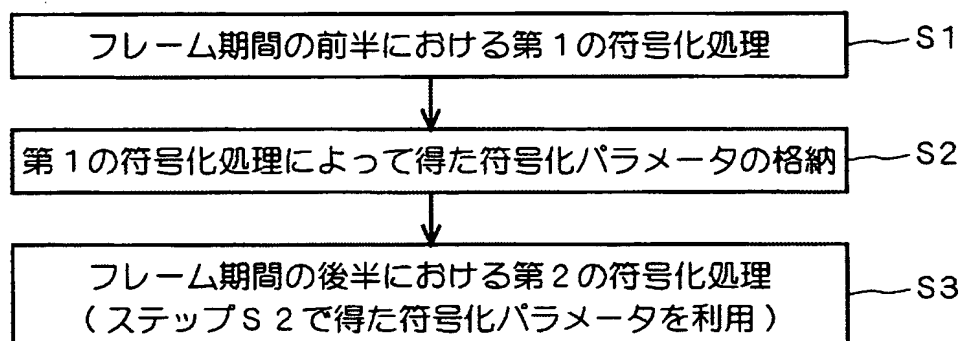 フレーム期間の前半における第1の符号化処理
S1
第1の符号化処理によって得た符号化パラメータの格納
S2
フレーム期間の後半における第2の符号化処理
(ステップS2で得た符号化パラメータを利用)
S3